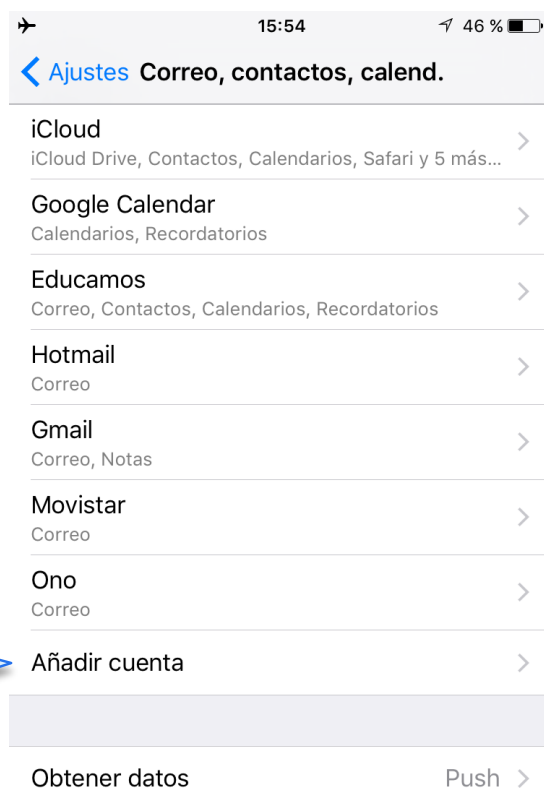 15:54 46 %
Ajustes Correo, contactos, calend.
iCloud
iCloud Drive, Contactos, Calendarios, Safari y 5 más...
Google Calendar
Calendarios, Recordatorios
Educamos
Correo, Contactos, Calendarios, Recordatorios
Hotmail
Correo
Gmail
Correo, Notas
Movistar
Correo
Ono
Correo
Añadir cuenta
Obtener datos Push